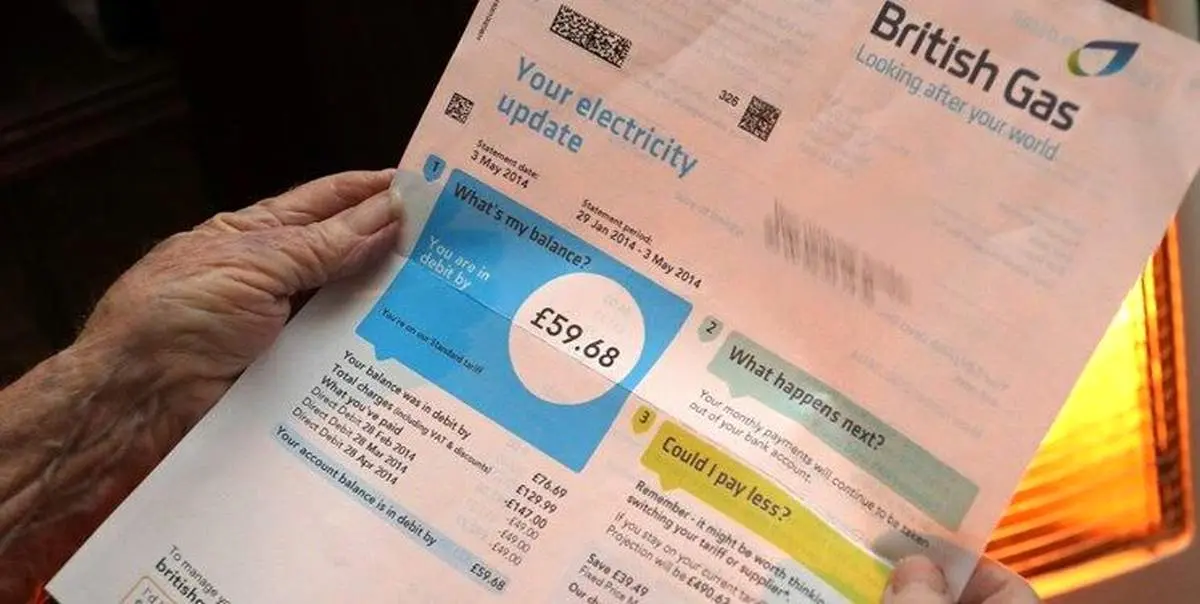 British Gas
Looking after your world
326
Your electricity
update
Statement date:
3 May 2014
Statement period:
29 Jan 2014 - 3 May 2014
1
What's my balance?
You are in
debit by
£59.68
You're on our Standard tariff
Your balance was in debit by £76.69
Total charges (including VAT & discounts) £129.99
What you've paid -£147.00
Direct Debit 28 Feb 2014 -£49.00
Direct Debit 28 Mar 2014 -£49.00
Direct Debit 28 Apr 2014 -£49.00
Your account balance is in debit by £59.68
2
What happens next?
Your monthly payments will continue to be taken
out of your bank account.
3
Could I pay less?
Remember - it might be worth thinking
switching your tariff or supplier*.
If you stay on your current
Projection will be £490.6
Save £39.49
Fixed Price
Our
To manage
british
I'd